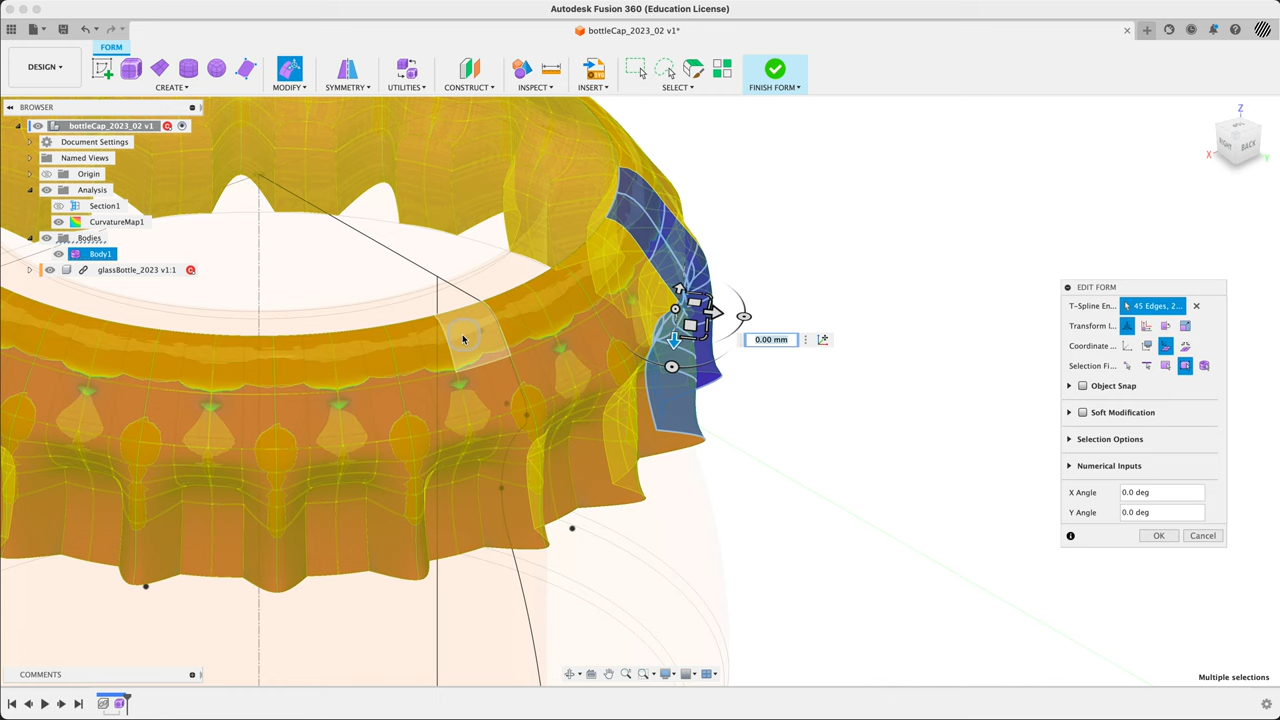 Autodesk Fusion 360 (Education License)
bottleCap_2023_02 v1*
FORM
DESIGN
CREATE
MODIFY
SYMMETRY
UTILITIES
CONSTRUCT
INSPECT
INSERT
SELECT
FINISH FORM
BROWSER
bottleCap_2023_02 v1
Document Settings
Named Views
Origin
Analysis
Section1
CurvatureMap1
Bodies
Body1
glassBottle_2023 v1:1
Z
RIGHT
BACK
X
Y
0.00 mm
EDIT FORM
T-Spline En...
45 Edges, 2...
Transform I...
Coordinate ...
Selection Fi...
Object Snap
Soft Modification
Selection Options
Numerical Inputs
X Angle
0.0 deg
Y Angle
0.0 deg
OK
Cancel
COMMENTS
Multiple selections